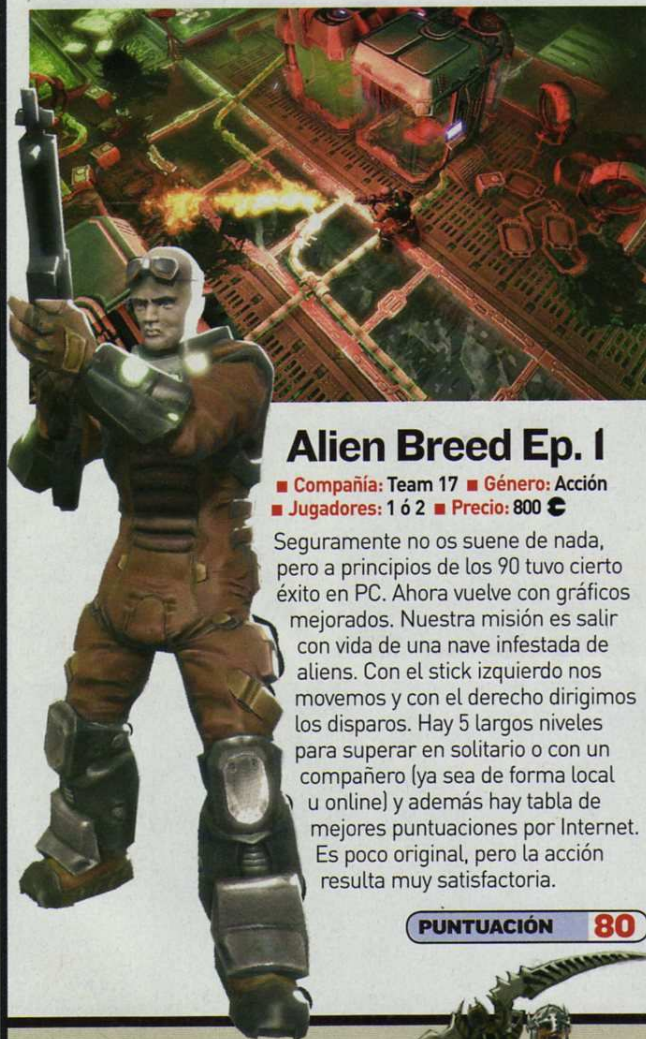 Alien Breed Ep. 1
■ Compañía: Team 17 ■ Género: Acción
■ Jugadores: 1 ó 2 ■ Precio: 800
Seguramente no os suene de nada,
pero a principios de los 90 tuvo cierto
éxito en PC. Ahora vuelve con gráficos
mejorados. Nuestra misión es salir
con vida de una nave infestada de
aliens. Con el stick izquierdo nos
movemos y con el derecho dirigimos
los disparos. Hay 5 largos niveles
para superar en solitario o con un
compañero (ya sea de forma local
u online) y además hay tabla de
mejores puntuaciones por Internet.
Es poco original, pero la acción
resulta muy satisfactoria.
PUNTUACIÓN 80